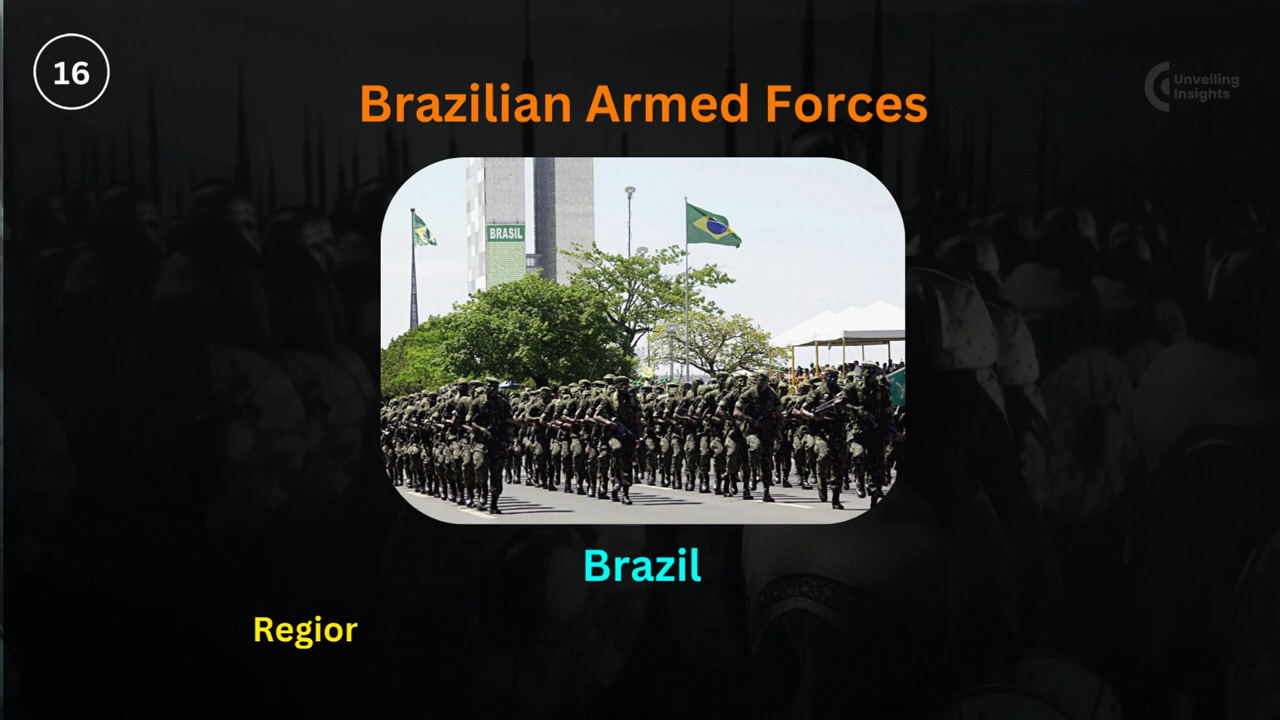 16
Brazilian Armed Forces
Unveiling
Insights
BRASIL
Brazil
Regior